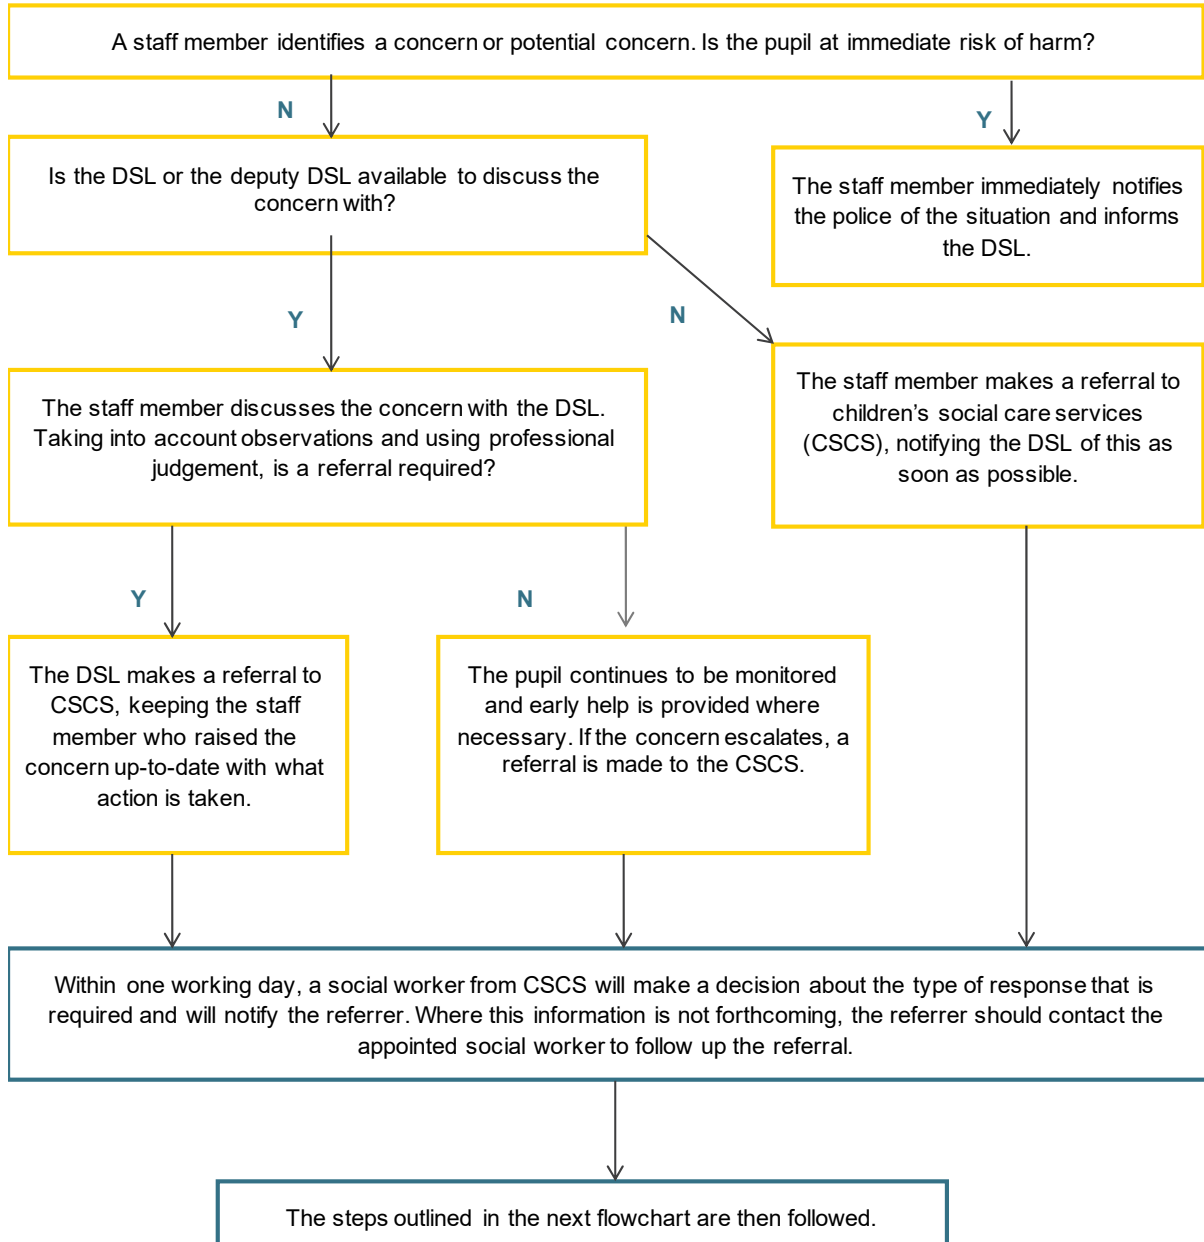 A staff member identifies a concern or potential concern. Is the pupil at immediate risk of harm?
N
Y
Is the DSL or the deputy DSL available to discuss the
concern with?
The staff member immediately notifies
the police of the situation and informs
the DSL.
Y
N
The staff member discusses the concern with the DSL.
Taking into account observations and using professional
judgement, is a referral required?
The staff member makes a referral to
children’s social care services
(CSCS), notifying the DSL of this as
soon as possible.
Y
N
The DSL makes a referral to
CSCS, keeping the staff
member who raised the
concern up-to-date with what
action is taken.
The pupil continues to be monitored
and early help is provided where
necessary. If the concern escalates, a
referral is made to the CSCS.
Within one working day, a social worker from CSCS will make a decision about the type of response that is
required and will notify the referrer. Where this information is not forthcoming, the referrer should contact the
appointed social worker to follow up the referral.
The steps outlined in the next flowchart are then followed.